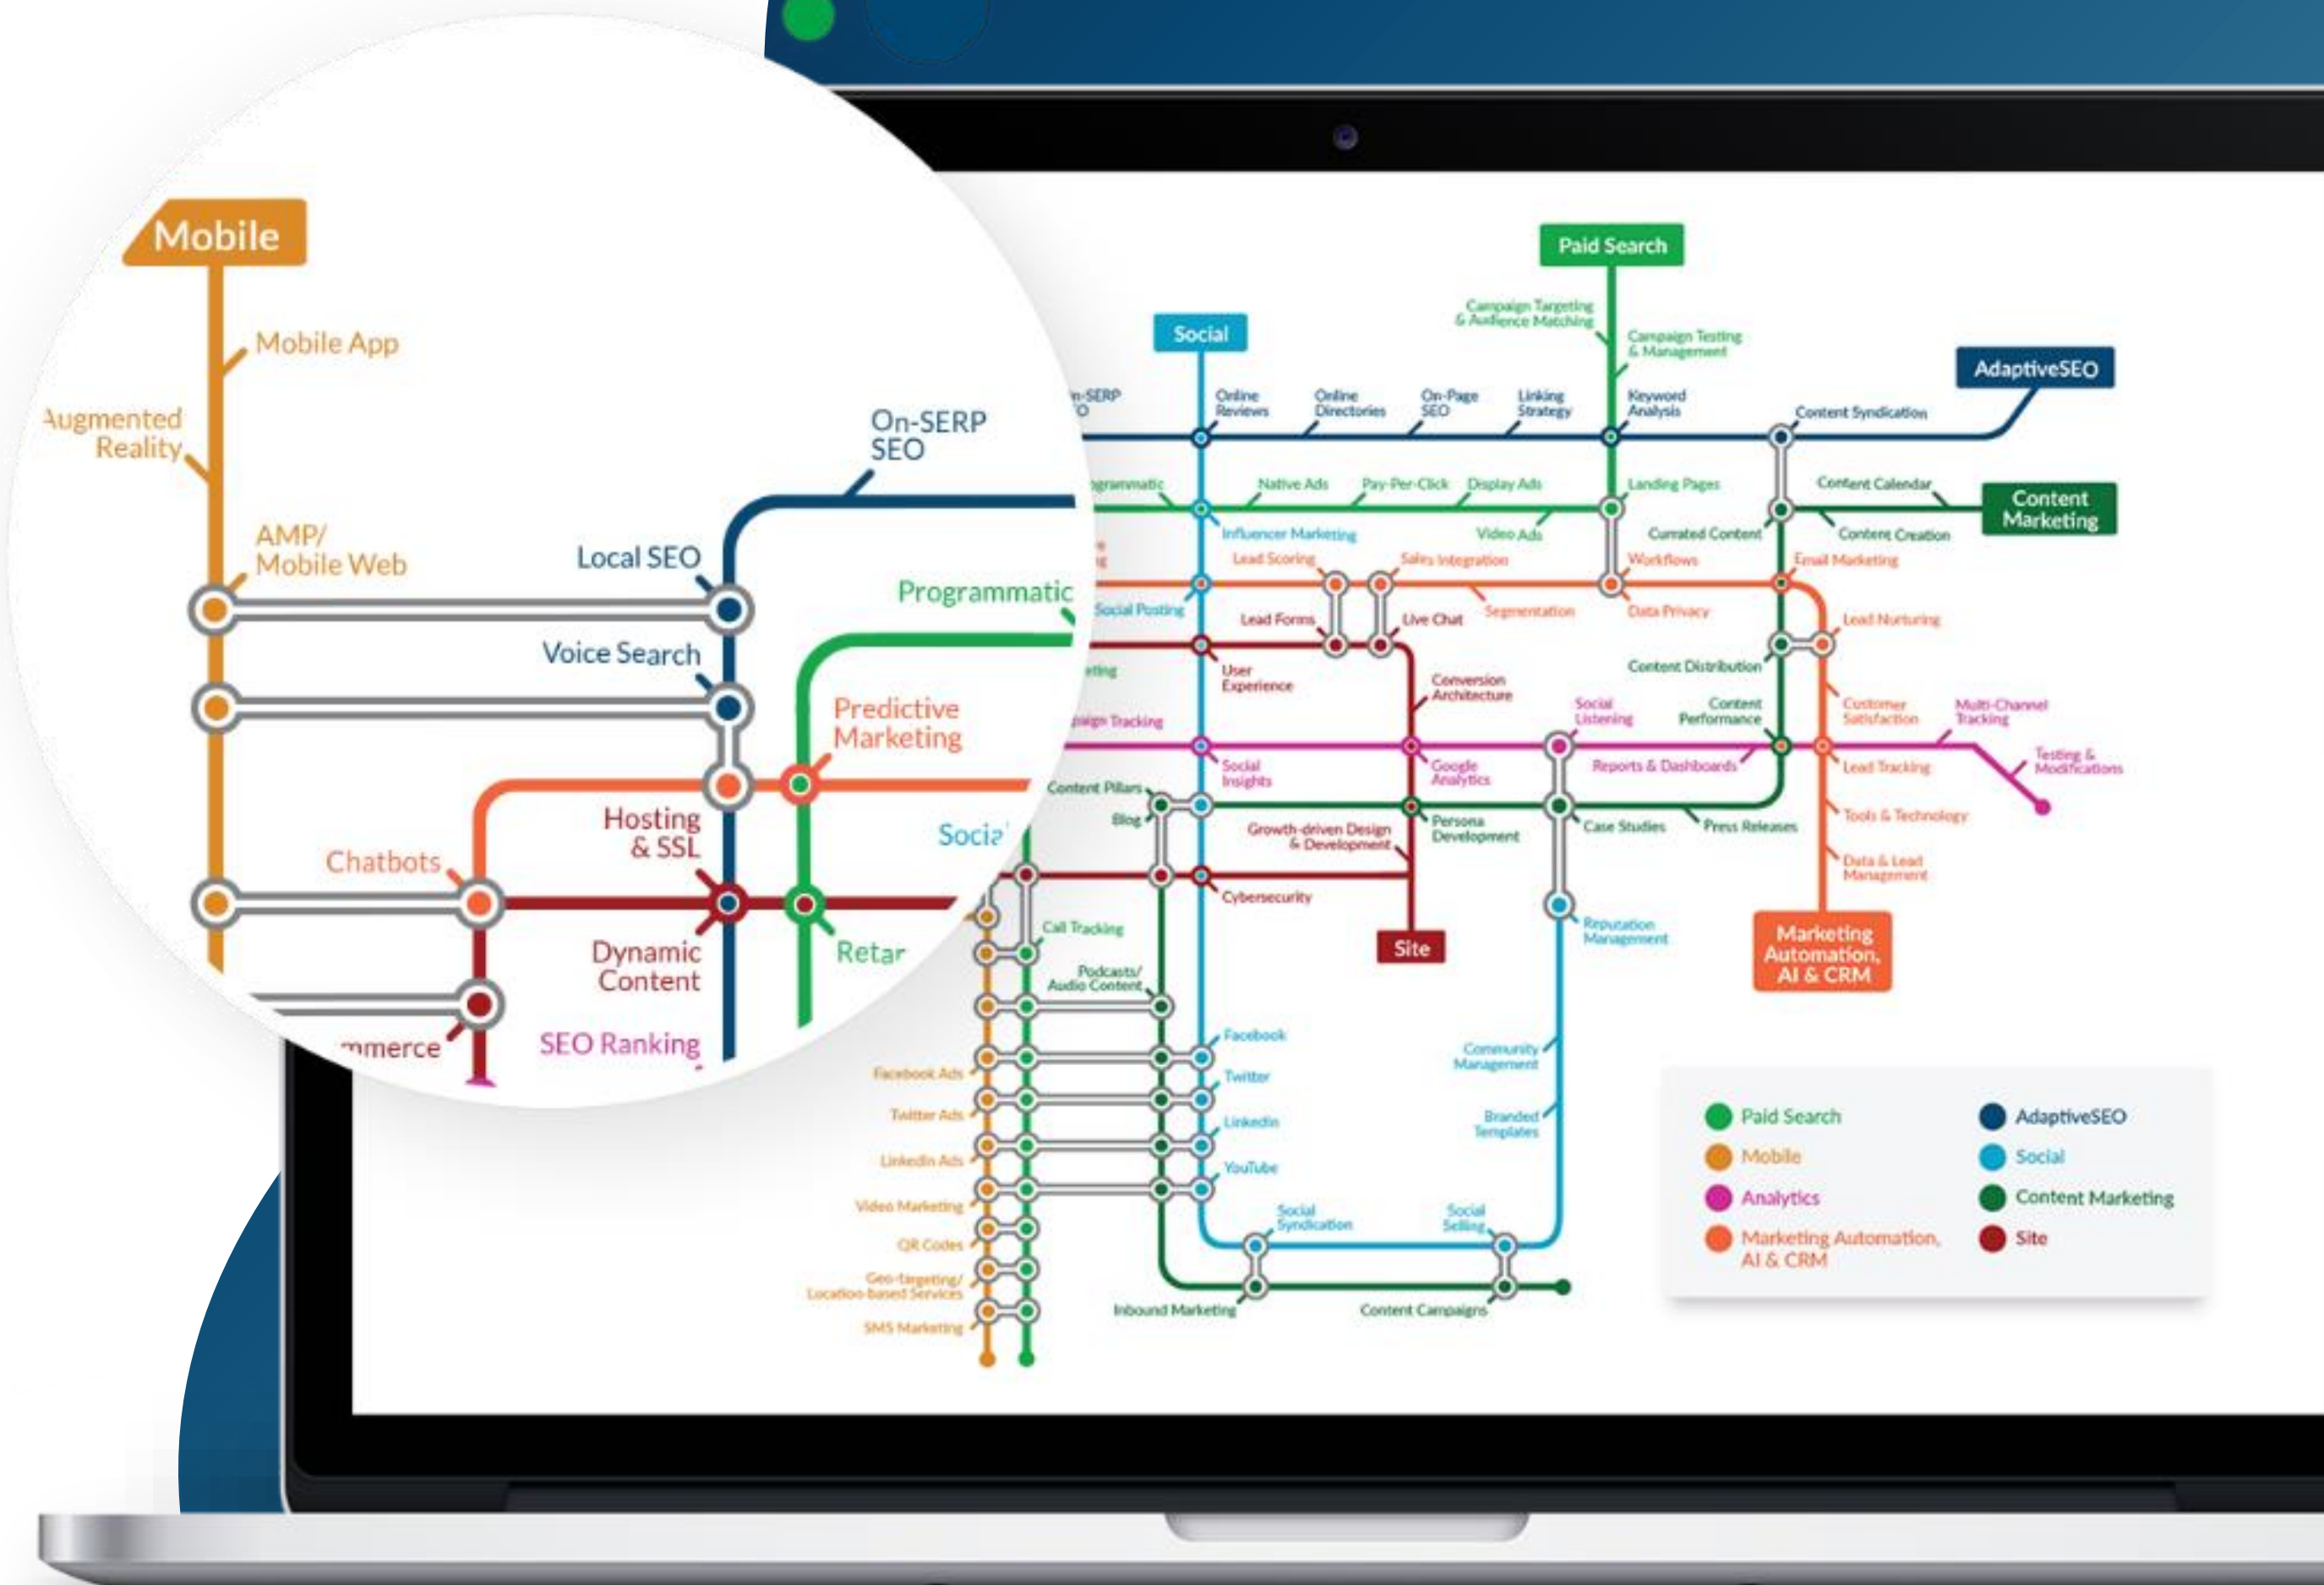 Mobile
Mobile App
Augmented
Reality
AMP/
Mobile Web
On-SERP
SEO
Local SEO
Voice Search
Programmatic
Predictive
Marketing
Hosting
& SSL
Chatbots
Dynamic
Content
SEO Ranking
Paid Search
Campaign Targeting
& Audience Matching
Campaign Testing
& Management
Social
AdaptiveSEO
Online
Reviews
Online
Directories
On-Page
SEO
Linking
Strategy
Keyword
Analysis
Content Syndication
Native Ads
Pay-Per-Click
Display Ads
Landing Pages
Content Calendar
Content
Marketing
Influencer Marketing
Video Ads
Currated Content
Content Creation
Lead Scoring
Sales Integration
Workflows
Email Marketing
Social Posting
Segmentation
Data Privacy
Lead Forms
Live Chat
Lead Nurturing
User
Experience
Content Distribution
Conversion
Architecture
Social
Listening
Content
Performance
Customer
Satisfaction
Multi-Channel
Tracking
Tracking
Social
Insights
Google
Analytics
Reports & Dashboards
Lead Tracking
Testing &
Modifications
Content Pillars
Blog
Growth-driven Design
& Development
Persona
Development
Case Studies
Press Releases
Tools & Technology
Data & Lead
Management
Cybersecurity
Call Tracking
Site
Reputation
Management
Marketing
Automation,
AI & CRM
Podcasts/
Audio Content
Facebook
Community
Management
Facebook Ads
Twitter
Twitter Ads
Branded
Templates
LinkedIn
LinkedIn Ads
YouTube
Video Marketing
Social
Syndication
Social
Selling
QR Codes
Geo-targeting/
Location-based Services
Inbound Marketing
Content Campaigns
SMS Marketing
Paid Search
Mobile
Analytics
Marketing Automation,
AI & CRM
AdaptiveSEO
Social
Content Marketing
Site